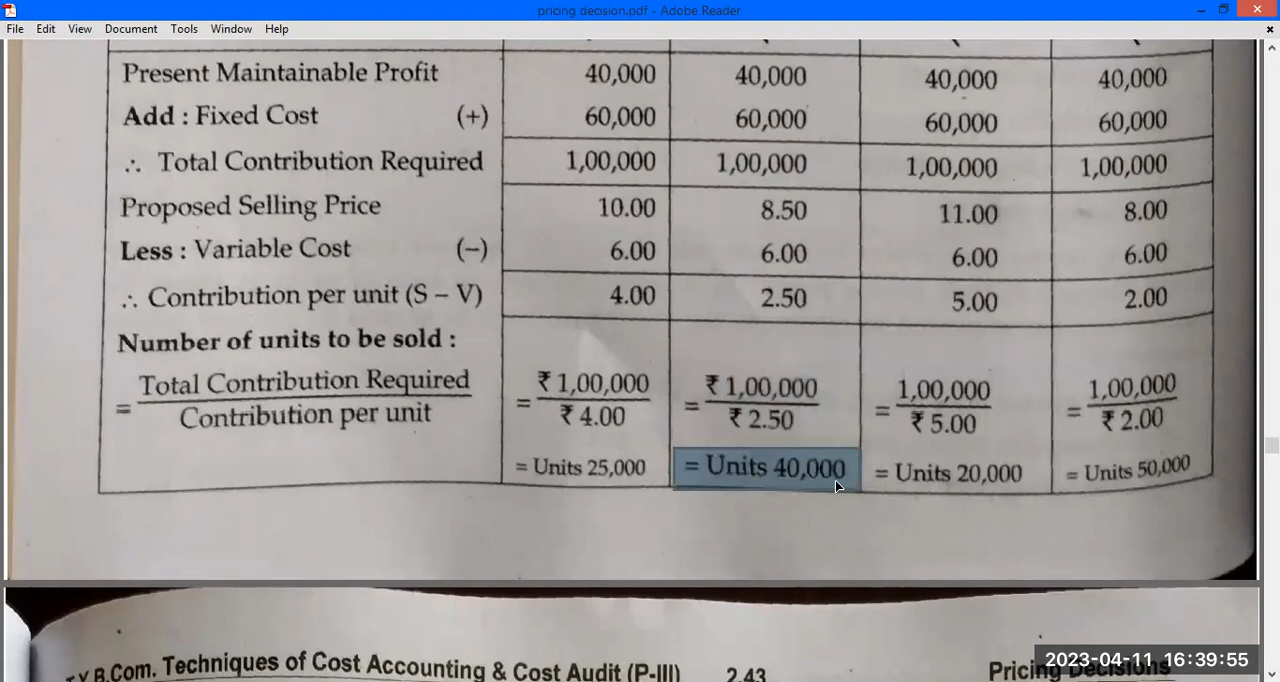 pricing decision.pdf - Adobe Reader
File Edit View Document Tools Window Help
Present Maintainable Profit 40,000 40,000 40,000 40,000
Add : Fixed Cost (+) 60,000 60,000 60,000 60,000
∴ Total Contribution Required 1,00,000 1,00,000 1,00,000 1,00,000
Proposed Selling Price 10.00 8.50 11.00 8.00
Less : Variable Cost (–) 6.00 6.00 6.00 6.00
∴ Contribution per unit (S – V) 4.00 2.50 5.00 2.00
Number of units to be sold :
= Total Contribution Required = ₹ 1,00,000 = ₹ 1,00,000 = 1,00,000 = 1,00,000
Contribution per unit ₹ 4.00 ₹ 2.50 ₹ 5.00 ₹ 2.00
= Units 25,000 = Units 40,000 = Units 20,000 = Units 50,000
B.Com. Techniques of Cost Accounting & Cost Audit (P-III) 2.43 Pricing Decisions
2023-04-11 16:39:55